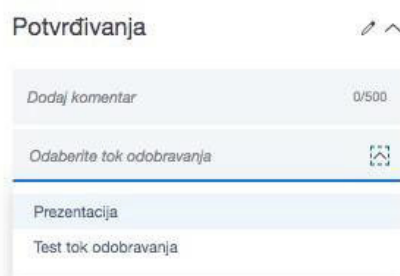 Potvrđivanja
Dodaj komentar 0/500
Odaberite tok odobravanja
Prezentacija
Test tok odobravanja